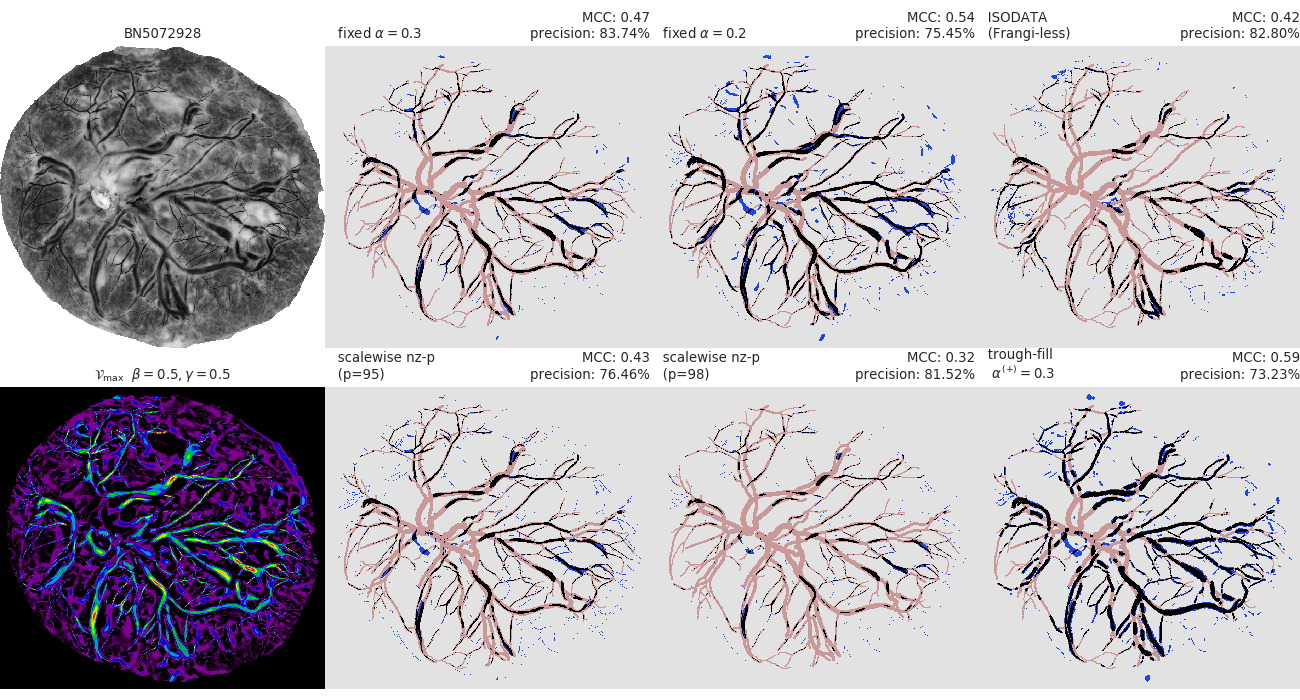 BN5072928
fixed α = 0.3
MCC: 0.47
precision: 83.74%
fixed α = 0.2
MCC: 0.54
precision: 75.45%
ISODATA
(Frangi-less)
MCC: 0.42
precision: 82.80%
𝒱max β = 0.5, γ = 0.5
scalewise nz-p
(p=95)
MCC: 0.43
precision: 76.46%
scalewise nz-p
(p=98)
MCC: 0.32
precision: 81.52%
trough-fill
α⁽⁺⁾ = 0.3
MCC: 0.59
precision: 73.23%